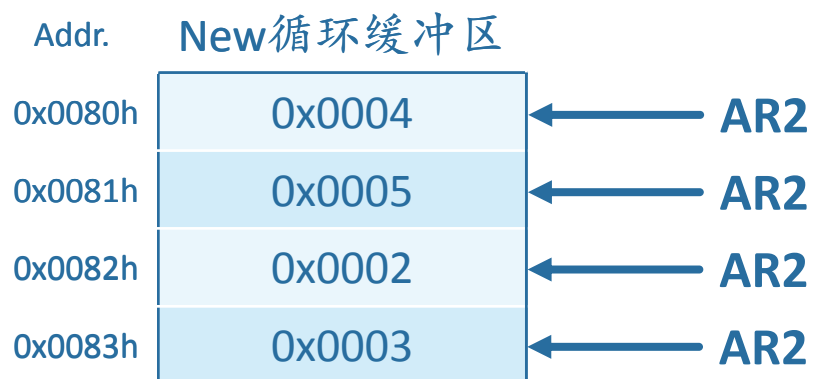 Addr. New循环缓冲区
0x0080h 0x0004 AR2
0x0081h 0x0005 AR2
0x0082h 0x0002 AR2
0x0083h 0x0003 AR2